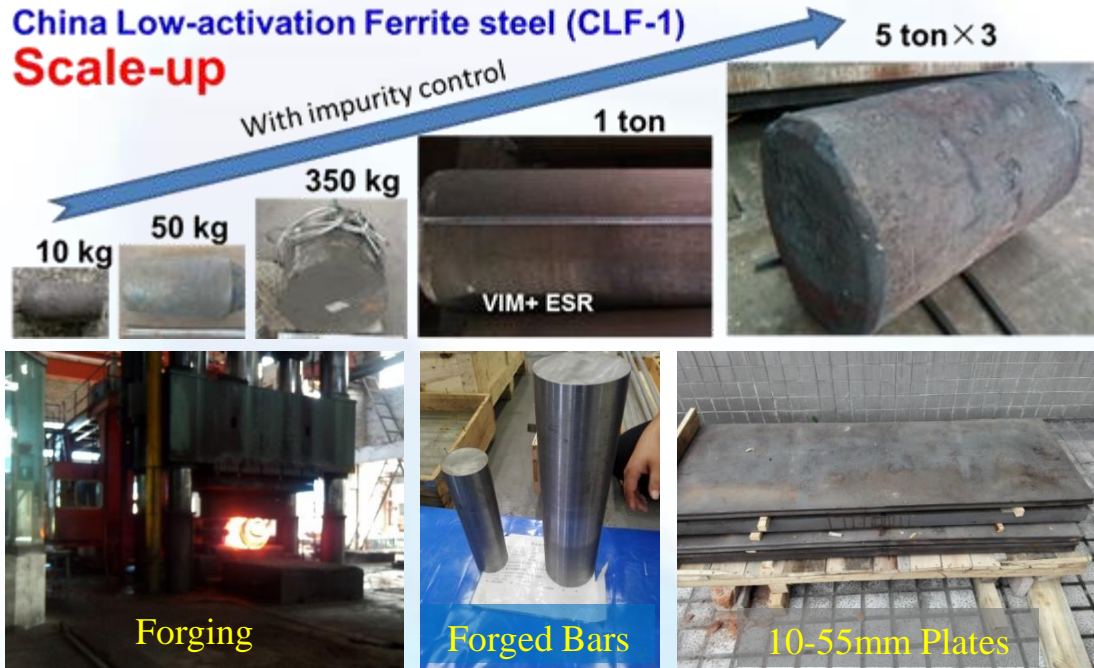 China Low-activation Ferrite steel (CLF-1)
Scale-up
With impurity control
10 kg
50 kg
350 kg
1 ton
5 ton×3
VIM+ ESR
Forging
Forged Bars
10-55mm Plates